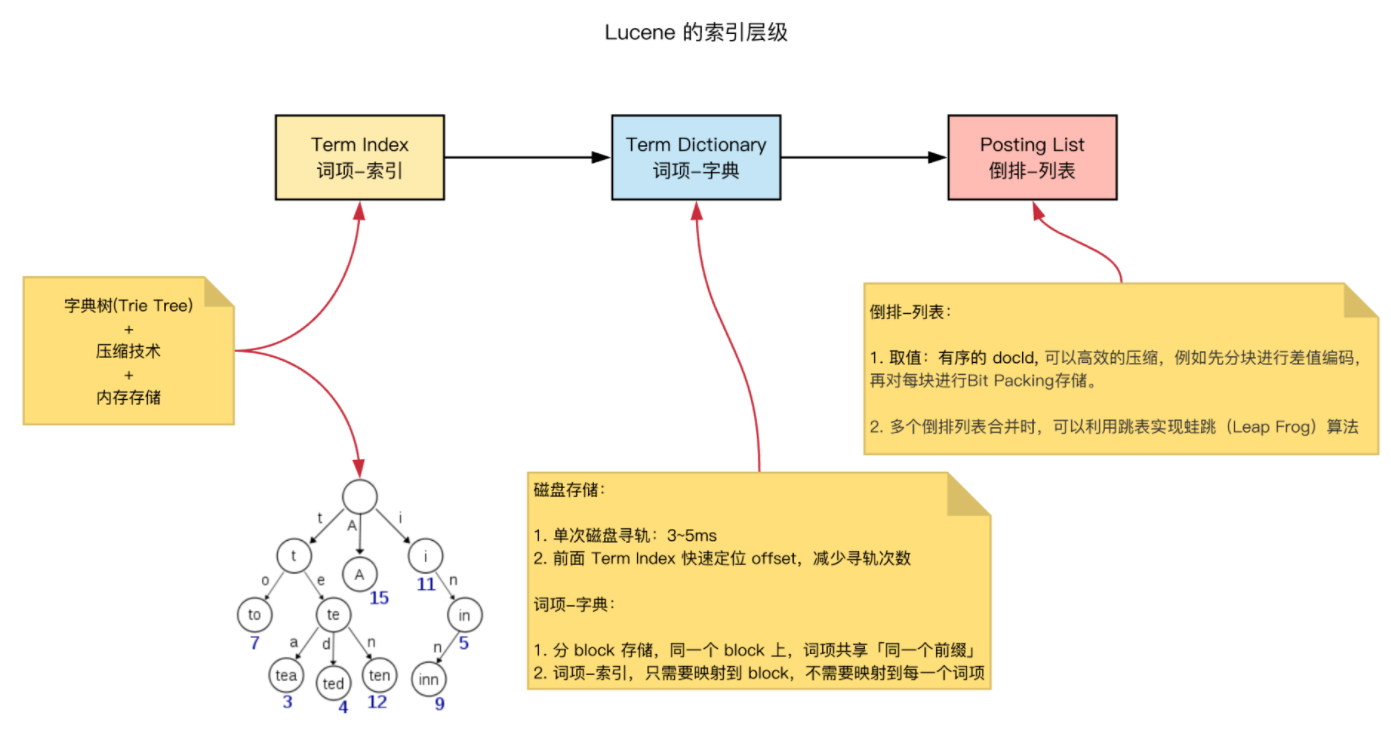 Lucene 的索引层级
Term Index
词项-索引
Term Dictionary
词项-字典
Posting List
倒排-列表
字典树(Trie Tree)
+
压缩技术
+
内存存储
倒排-列表：
1. 取值：有序的 docId, 可以高效的压缩，例如先分块进行差值编码，
再对每块进行Bit Packing存储。
2. 多个倒排列表合并时，可以利用跳表实现蛙跳（Leap Frog）算法
磁盘存储：
1. 单次磁盘寻轨：3~5ms
2. 前面 Term Index 快速定位 offset，减少寻轨次数
词项-字典：
1. 分 block 存储，同一个 block 上，词项共享「同一个前缀」
2. 词项-索引，只需要映射到 block，不需要映射到每一个词项
t A i
t A i
15 11
o e n
to te in
7 5
a d n n
tea ted ten inn
3 4 12 9